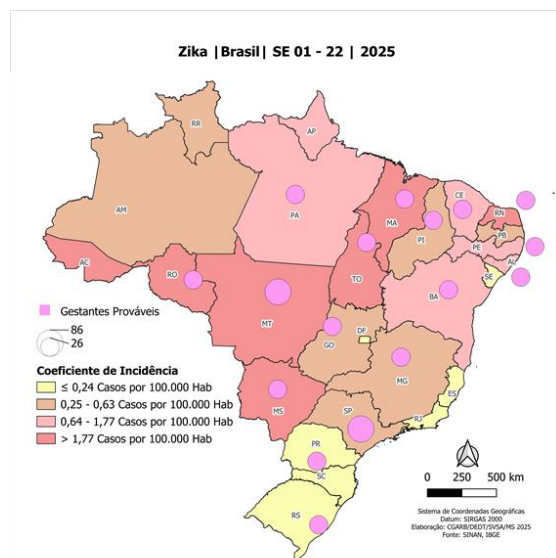 Zika |Brasil| SE 01 - 22 | 2025
RR
AP
AM
PA
MA
CE
RN
PI
PB
PE
AC
AL
RO
TO
SE
BA
MT
DF
GO
MG
MS
ES
SP
RJ
PR
SC
RS
Gestantes Prováveis
86
26
Coeficiente de Incidência
≤ 0,24 Casos por 100.000 Hab
0,25 - 0,63 Casos por 100.000 Hab
0,64 - 1,77 Casos por 100.000 Hab
> 1,77 Casos por 100.000 Hab
0 250 500 km
Sistema de Coordenadas Geográficas
Datum: SIRGAS 2000
Elaboração: CGARB/DEDT/SVSA/MS 2025
Fonte: SINAN, IBGE